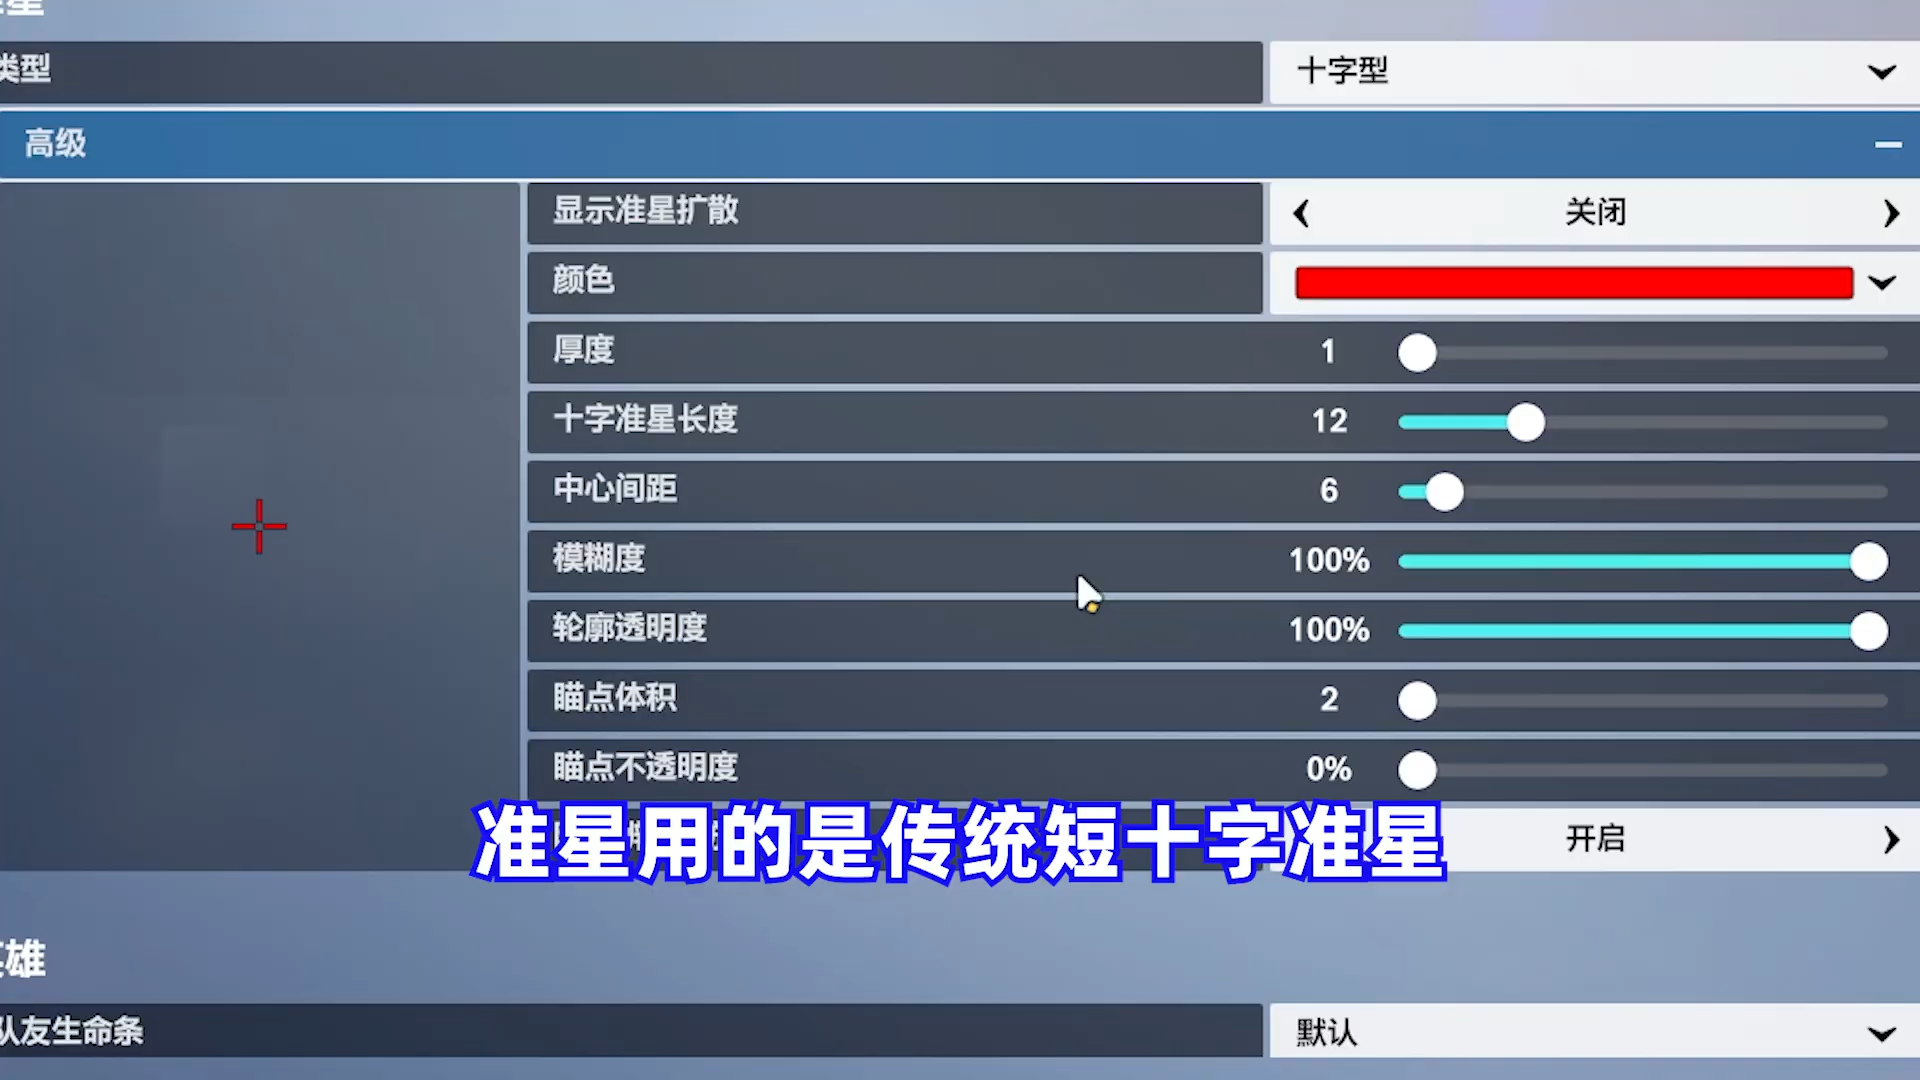 准星
类型 十字型
高级
显示准星扩散 关闭
颜色
厚度 1
十字准星长度 12
中心间距 6
模糊度 100%
轮廓透明度 100%
瞄点体积 2
瞄点不透明度 0%
开启
准星用的是传统短十字准星
英雄
队友生命条 默认